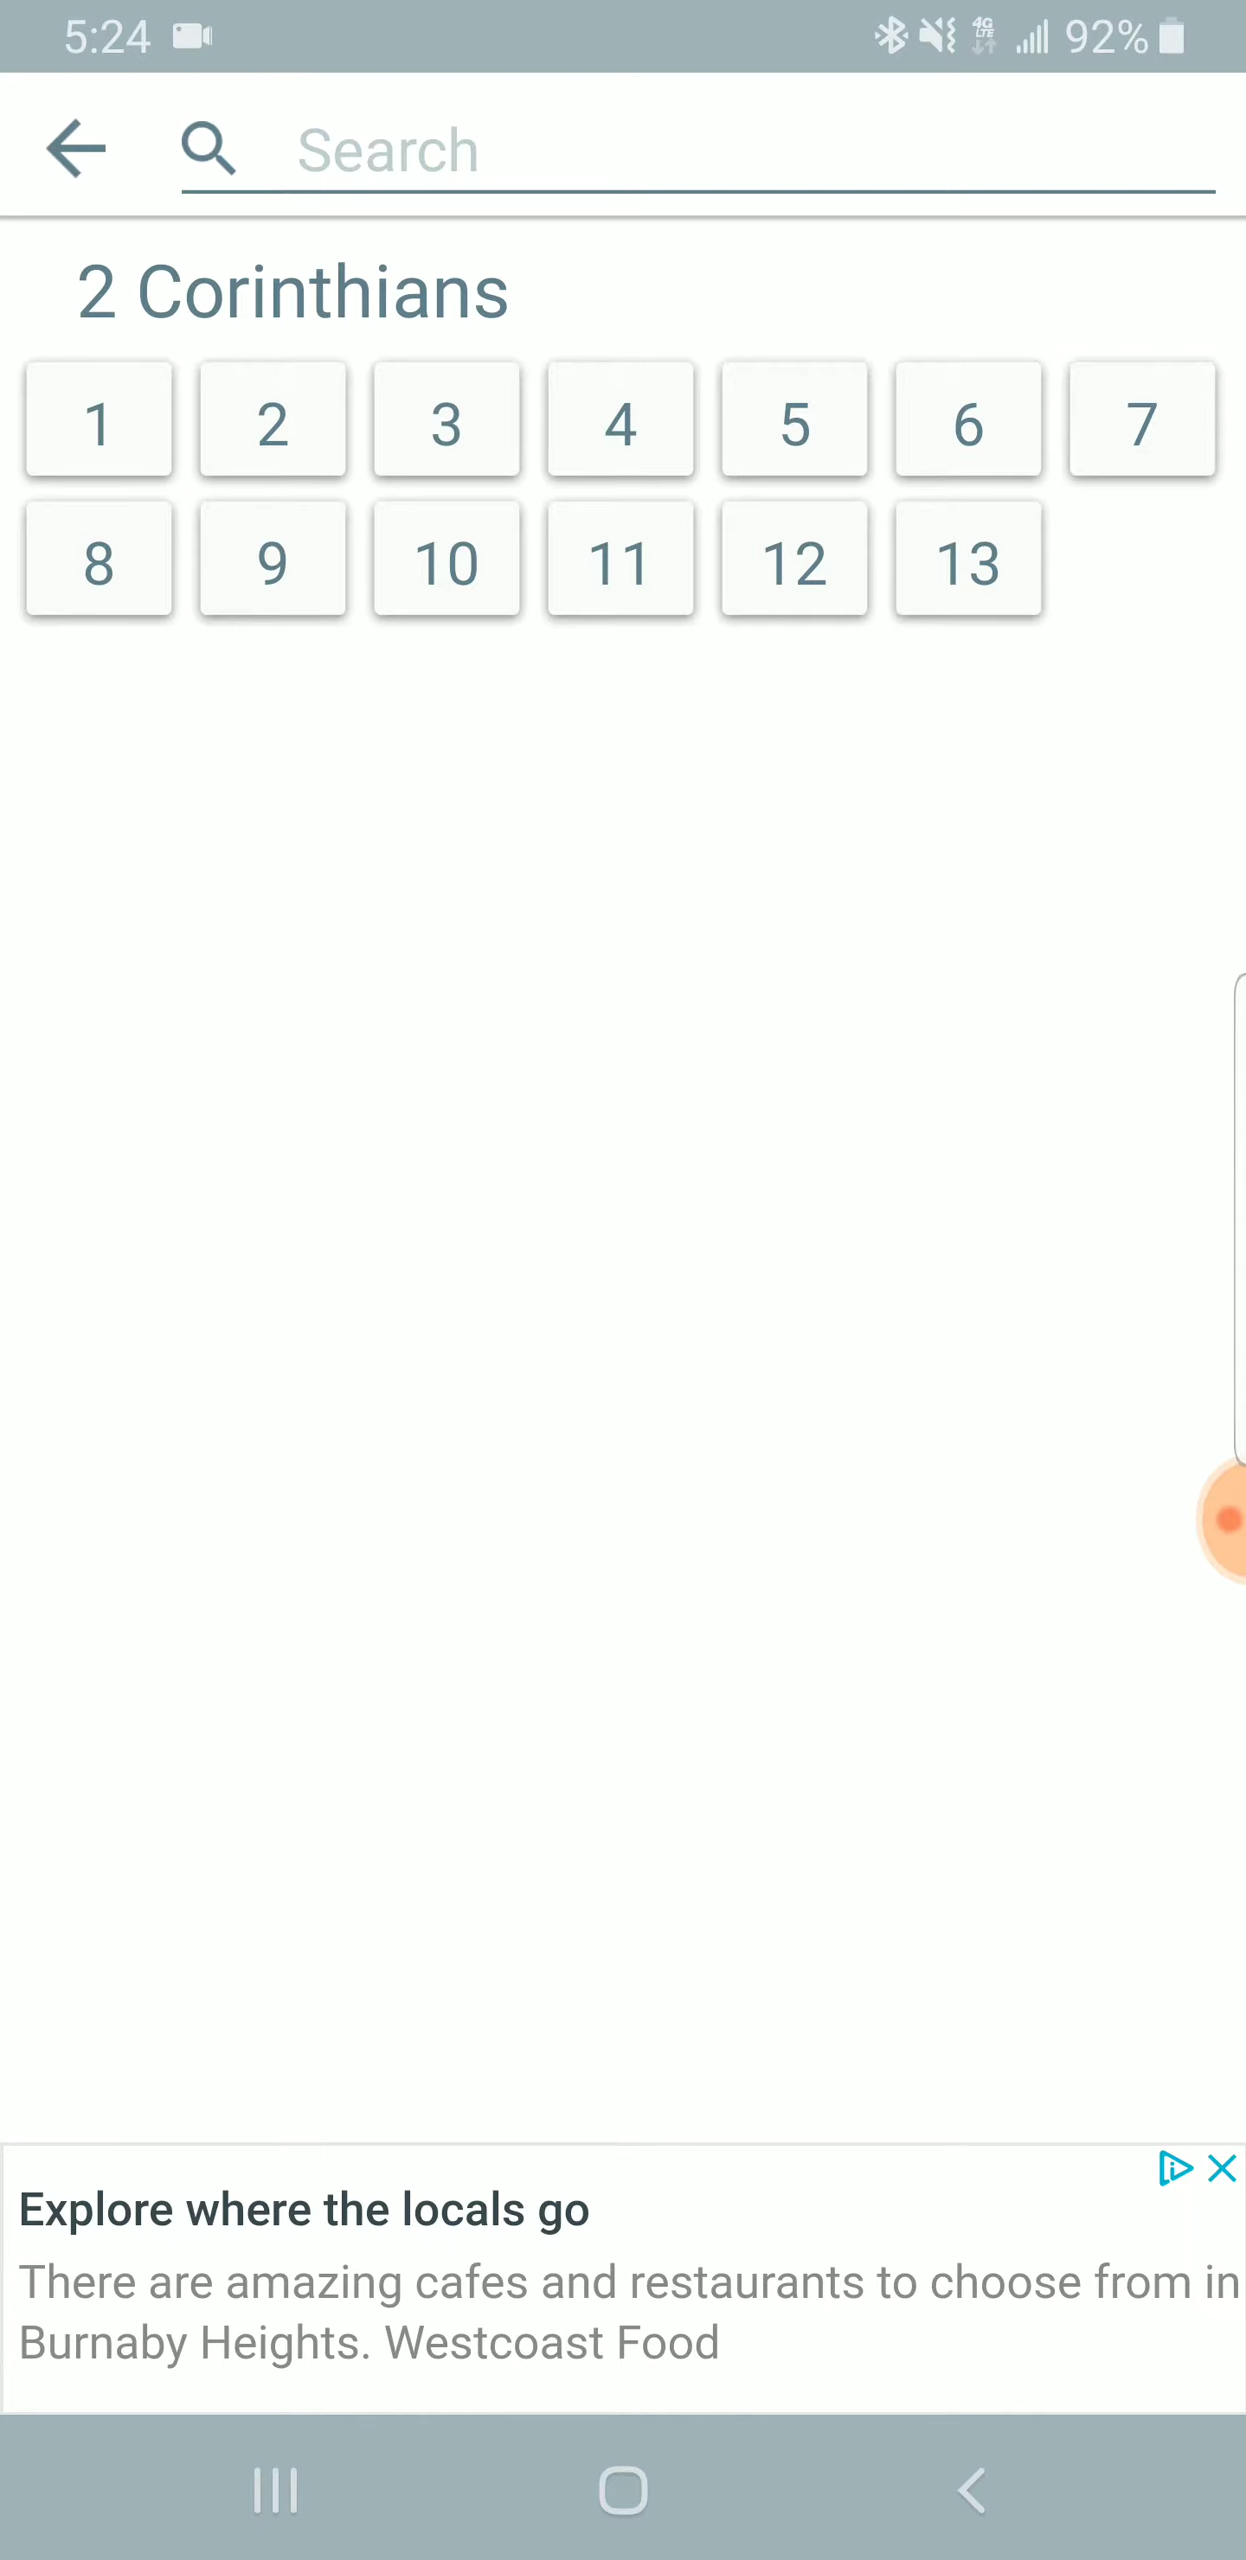 5:24 4G LTE 92%
Search
2 Corinthians
1 2 3 4 5 6 7
8 9 10 11 12 13
Explore where the locals go
There are amazing cafes and restaurants to choose from in
Burnaby Heights. Westcoast Food